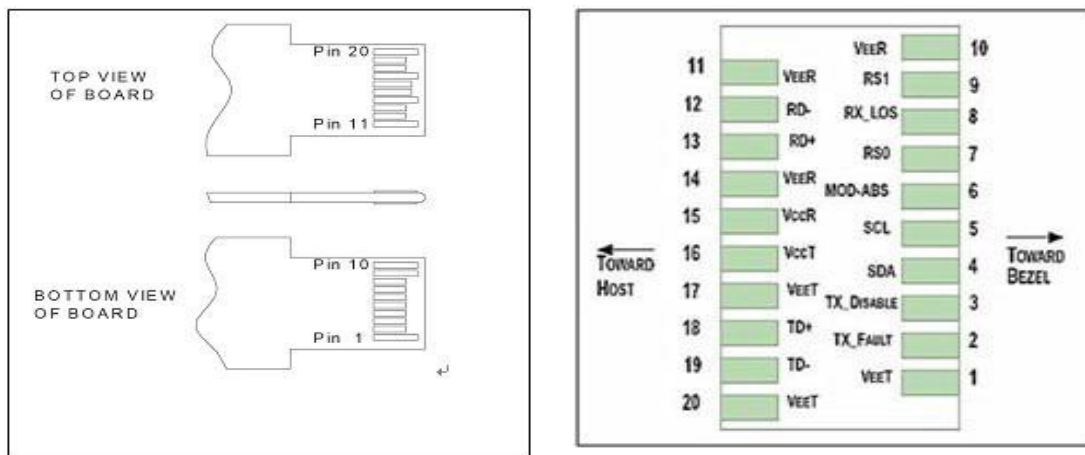 Pin 20
TOP VIEW
OF BOARD
Pin 11
Pin 10
BOTTOM VIEW
OF BOARD
Pin 1
VEER 10
11 VEER
RS1 9
12 RD-
RX_LOS 8
13 RD+
RS0 7
14 VEER
MOD-ABS 6
15 VCCR
SCL 5
16 VCCT
TOWARD
HOST
SDA 4
TOWARD
BEZEL
17 VEET
TX_DISABLE 3
18 TD+
TX_FAULT 2
19 TD-
VEET 1
20 VEET